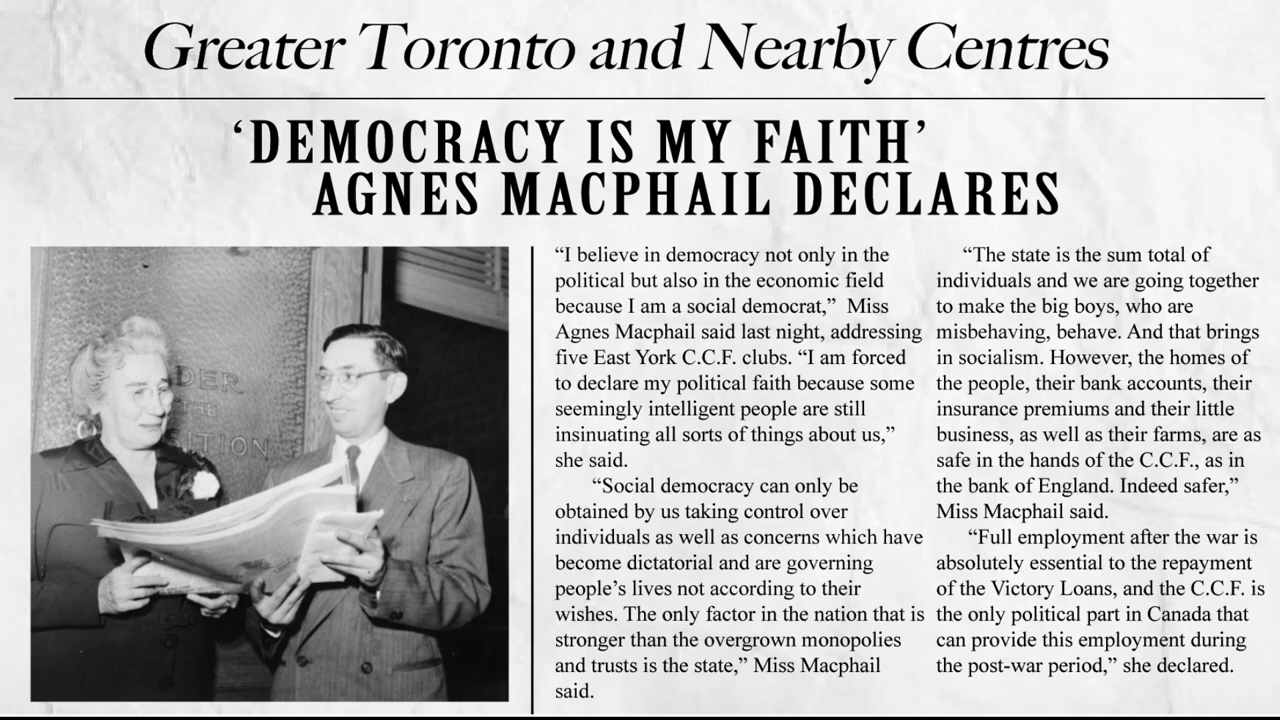 Greater Toronto and Nearby Centres
‘DEMOCRACY IS MY FAITH’
AGNES MACPHAIL DECLARES
DER
THE
ITION
“I believe in democracy not only in the
political but also in the economic field
because I am a social democrat,”  Miss
Agnes Macphail said last night, addressing
five East York C.C.F. clubs. “I am forced
to declare my political faith because some
seemingly intelligent people are still
insinuating all sorts of things about us,”
she said.
“Social democracy can only be
obtained by us taking control over
individuals as well as concerns which have
become dictatorial and are governing
people’s lives not according to their
wishes. The only factor in the nation that is
stronger than the overgrown monopolies
and trusts is the state,” Miss Macphail
said.
“The state is the sum total of
individuals and we are going together
to make the big boys, who are
misbehaving, behave. And that brings
in socialism. However, the homes of
the people, their bank accounts, their
insurance premiums and their little
business, as well as their farms, are as
safe in the hands of the C.C.F., as in
the bank of England. Indeed safer,”
Miss Macphail said.
“Full employment after the war is
absolutely essential to the repayment
of the Victory Loans, and the C.C.F. is
the only political part in Canada that
can provide this employment during
the post-war period,” she declared.